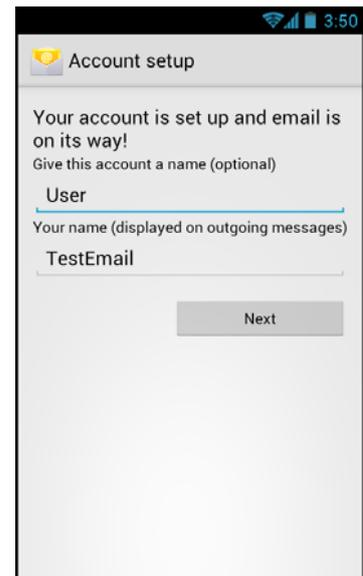 3:50
Account setup
Your account is set up and email is
on its way!
Give this account a name (optional)
User
Your name (displayed on outgoing messages)
TestEmail
Next